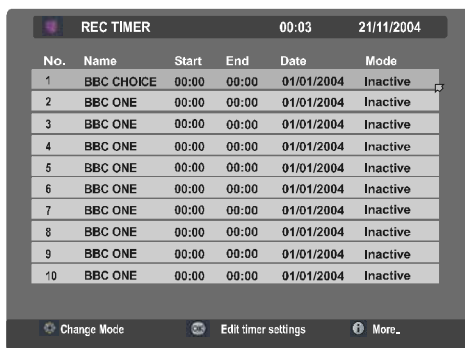 REC TIMER 00:03 21/11/2004
No. Name Start End Date Mode
1 BBC CHOICE 00:00 00:00 01/01/2004 Inactive
2 BBC ONE 00:00 00:00 01/01/2004 Inactive
3 BBC ONE 00:00 00:00 01/01/2004 Inactive
4 BBC ONE 00:00 00:00 01/01/2004 Inactive
5 BBC ONE 00:00 00:00 01/01/2004 Inactive
6 BBC ONE 00:00 00:00 01/01/2004 Inactive
7 BBC ONE 00:00 00:00 01/01/2004 Inactive
8 BBC ONE 00:00 00:00 01/01/2004 Inactive
9 BBC ONE 00:00 00:00 01/01/2004 Inactive
10 BBC ONE 00:00 00:00 01/01/2004 Inactive
Change Mode OK Edit timer settings i More...